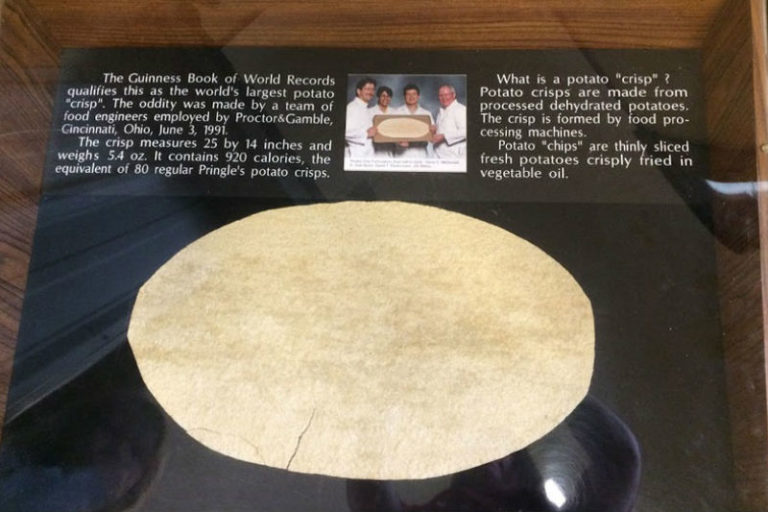 The Guinness Book of World Records
qualifies this as the world's largest potato
"crisp". The oddity was made by a team of
food engineers employed by Proctor&Gamble,
Cincinnati, Ohio, June 3, 1991.
The crisp measures 25 by 14 inches and
weighs 5.4 oz. It contains 920 calories, the
equivalent of 80 regular Pringle's potato crisps.
What is a potato "crisp" ?
Potato crisps are made from
processed dehydrated potatoes.
The crisp is formed by food pro-
cessing machines.
Potato "chips" are thinly sliced
fresh potatoes crisply fried in
vegetable oil.